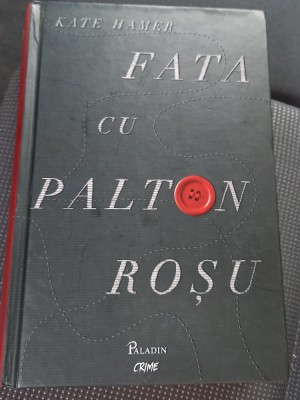 KATE HAMER
FATA
CU
PALTON
ROȘU
PALADIN
CRIME